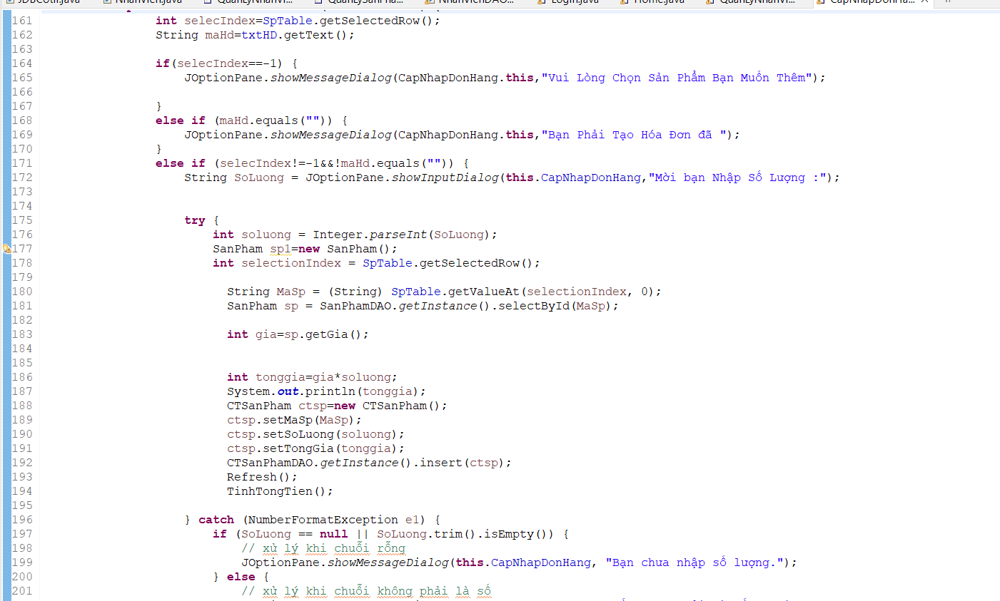 161 int selecIndex=SpTable.getSelectedRow();
162 String maHd=txtHD.getText();
163
164 if(selecIndex==-1) {
165 JOptionPane.showMessageDialog(CapNhapDonHang.this,"Vui Lòng Chọn Sản Phẩm Bạn Muốn Thêm");
166
167 }
168 else if (maHd.equals("")) {
169 JOptionPane.showMessageDialog(CapNhapDonHang.this,"Bạn Phải Tạo Hóa Đơn đã ");
170 }
171 else if (selecIndex!=-1&&!maHd.equals("")) {
172 String SoLuong = JOptionPane.showInputDialog(this.CapNhapDonHang,"Mời bạn Nhập Số Lượng :");
173
174
175 try {
176 int soluong = Integer.parseInt(SoLuong);
177 SanPham sp1=new SanPham();
178 int selectionIndex = SpTable.getSelectedRow();
179
180 String MaSp = (String) SpTable.getValueAt(selectionIndex, 0);
181 SanPham sp = SanPhamDAO.getInstance().selectById(MaSp);
182
183 int gia=sp.getGia();
184
185
186 int tonggia=gia*soluong;
187 System.out.println(tonggia);
188 CTSanPham ctsp=new CTSanPham();
189 ctsp.setMaSp(MaSp);
190 ctsp.setSoLuong(soluong);
191 ctsp.setTongGia(tonggia);
192 CTSanPhamDAO.getInstance().insert(ctsp);
193 Refresh();
194 TinhTongTien();
195
196 } catch (NumberFormatException e1) {
197 if (SoLuong == null || SoLuong.trim().isEmpty()) {
198 // xử lý khi chuỗi rỗng
199 JOptionPane.showMessageDialog(this.CapNhapDonHang, "Bạn chưa nhập số lượng.");
200 } else {
201 // xử lý khi chuỗi không phải là số